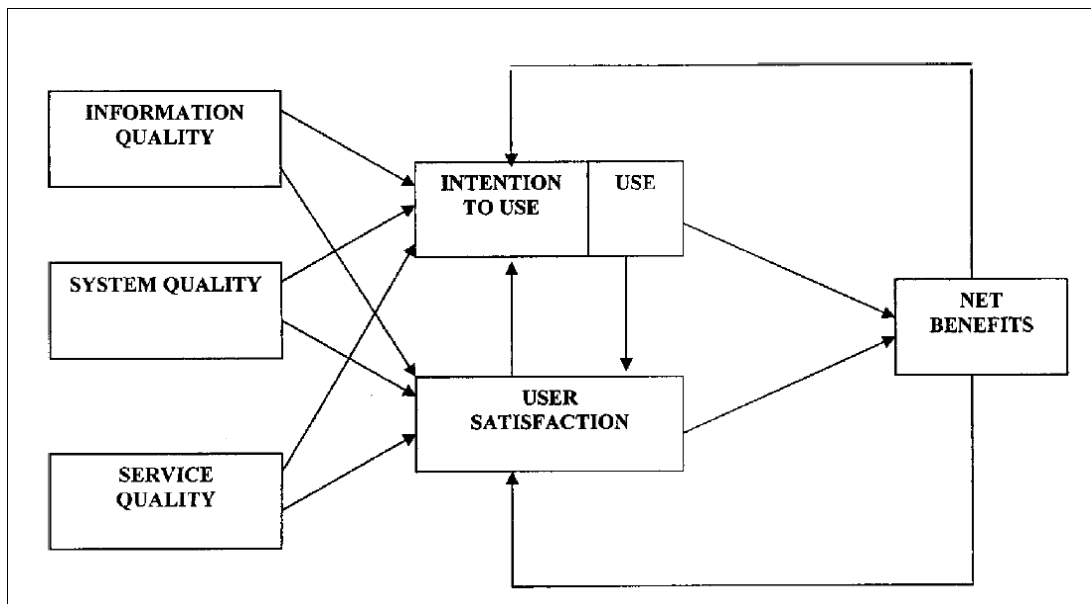 INFORMATION
QUALITY
INTENTION
TO USE
USE
SYSTEM QUALITY
NET
BENEFITS
USER
SATISFACTION
SERVICE
QUALITY